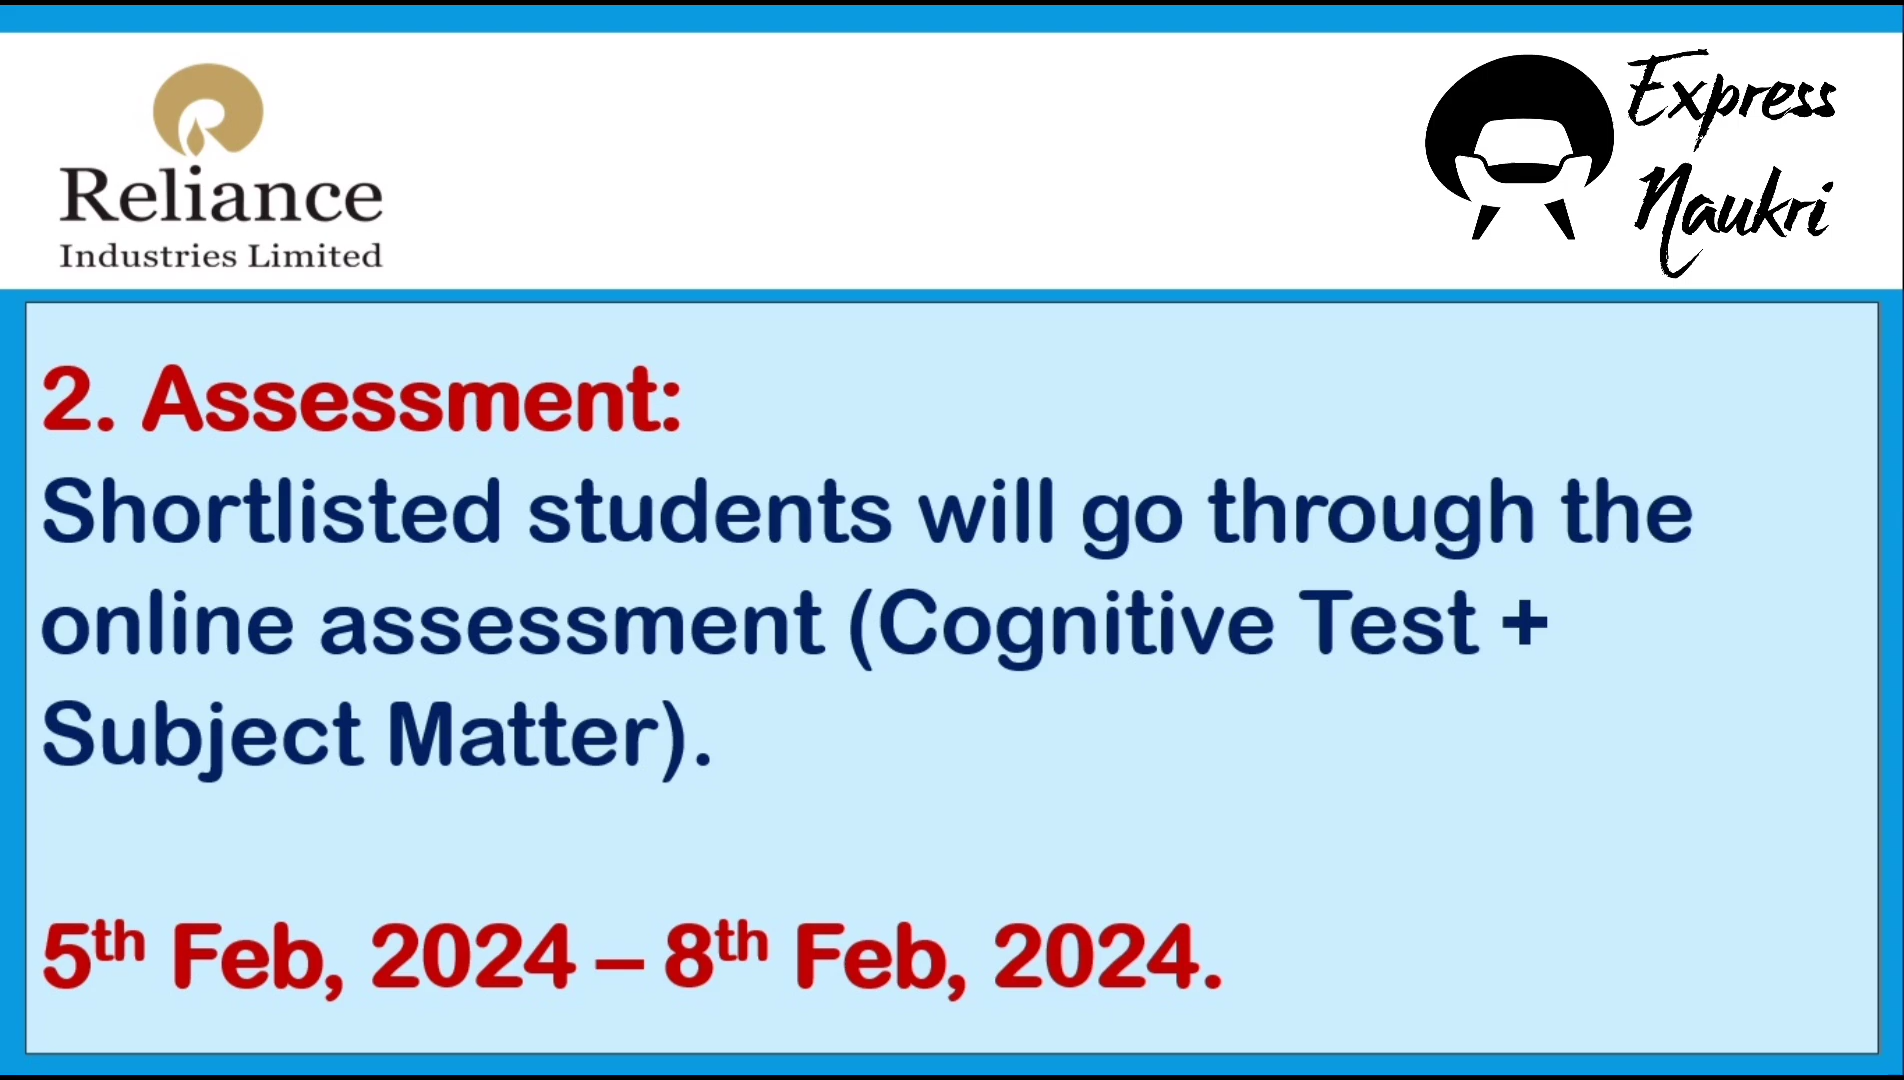 Reliance
Industries Limited
Express
Naukri
2. Assessment:
Shortlisted students will go through the
online assessment (Cognitive Test +
Subject Matter).
5th Feb, 2024 – 8th Feb, 2024.